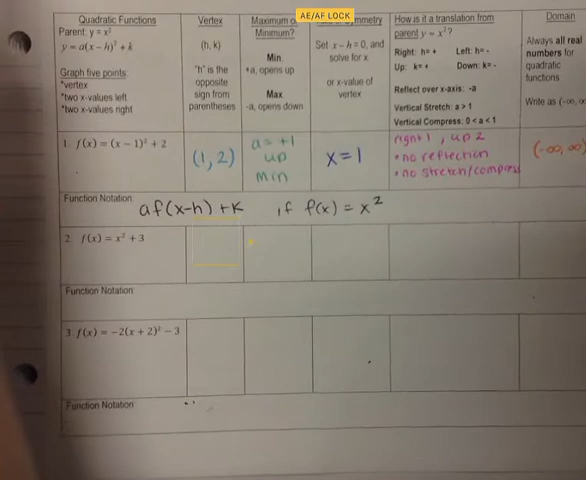 AE/AF LOCK
Quadratic Functions
Parent: y = x²
y = a(x − h)² + k
Graph five points:
*vertex
*two x-values left
*two x-values right
Vertex
(h, k)
"h" is the
opposite
sign from
parentheses
Maximum or
Minimum?
Min
+a, opens up
Max
-a, opens down
Symmetry
Set x − h = 0, and
solve for x
or x-value of
vertex
How is it a translation from
parent y = x²?
Right: h= + Left: h= -
Up: k= + Down: k= -
Reflect over x-axis: -a
Vertical Stretch: a > 1
Vertical Compress: 0 < a < 1
Domain
Always all real
numbers for
quadratic
functions
Write as (-∞, ∞
1. f(x) = (x − 1)² + 2
(1, 2)
a = +1
up
min
x = 1
right 1, up 2
• no reflection
• no stretch/compress
(-∞, ∞)
Function Notation:
af(x-h) + k if f(x) = x²
2. f(x) = x² + 3
Function Notation:
3. f(x) = −2(x + 2)² − 3
Function Notation